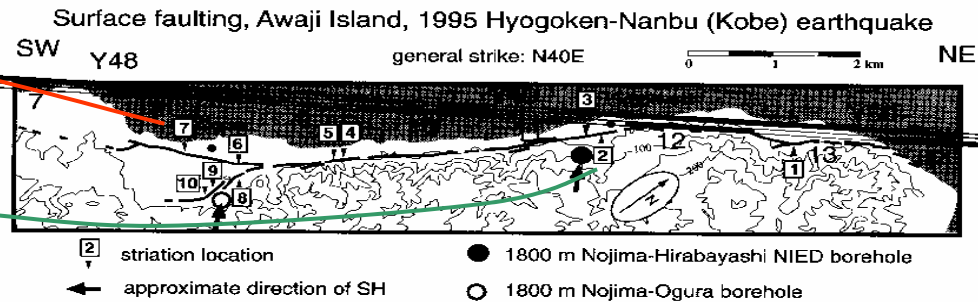 Surface faulting, Awaji Island, 1995 Hyogoken-Nanbu (Kobe) earthquake
SW Y48 general strike: N40E 0 1 2 km NE
7
3
7 6 5 4 12
100
2 13
9 1
10 8
N
2 striation location
1800 m Nojima-Hirabayashi NIED borehole
approximate direction of SH
1800 m Nojima-Ogura borehole